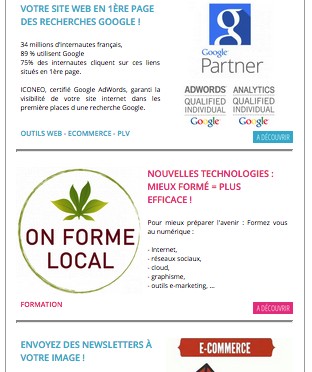 VOTRE SITE WEB EN 1ÈRE PAGE
DES RECHERCHES GOOGLE !
34 millions d'internautes français,
89 % utilisent Google
75% des internautes cliquent sur ces liens
situés en 1ère page.
ICONEO, certifié Google AdWords, garanti la
visibilité de votre site internet dans les
première places d une recherche Google.
OUTILS WEB - ECOMMERCE - PLV
g
Google
Partner
ADWORDS
QUALIFIED
INDIVIDUAL
Google
ANALYTICS
QUALIFIED
INDIVIDUAL
Google
A DÉCOUVRIR
ON FORME
LOCAL
NOUVELLES TECHNOLOGIES :
MIEUX FORMÉ = PLUS
EFFICACE !
Pour mieux préparer l'avenir : Formez vous
au numérique :
- Internet,
- réseaux sociaux,
- cloud,
- graphisme,
- outils e-marketing, ...
FORMATION
A DÉCOUVRIR
ENVOYEZ DES NEWSLETTERS À
VOTRE IMAGE !
E-COMMERCE